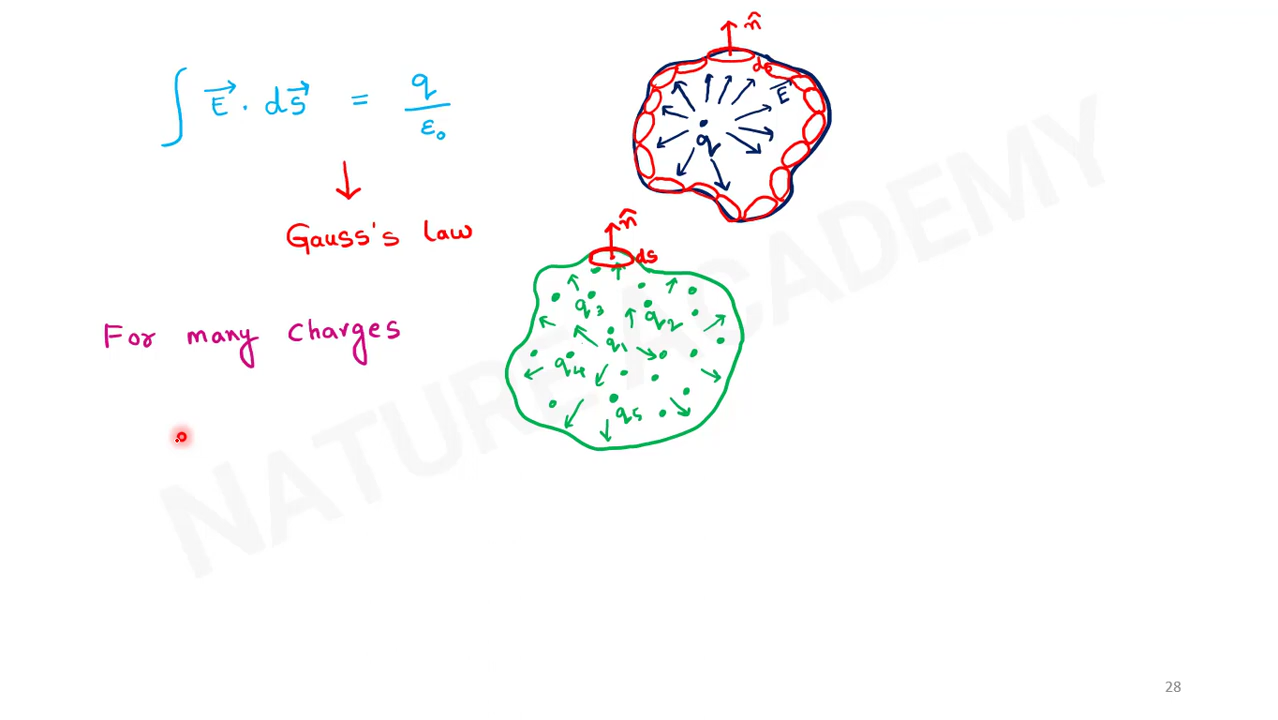 ∫ E⃗ · ds⃗ = q/ε₀
Gauss's law
n̂
ds
E⃗
q
For many charges
n̂
ds
q₃
q₂
q₁
q₄
q₅
NATURE ACADEMY
28